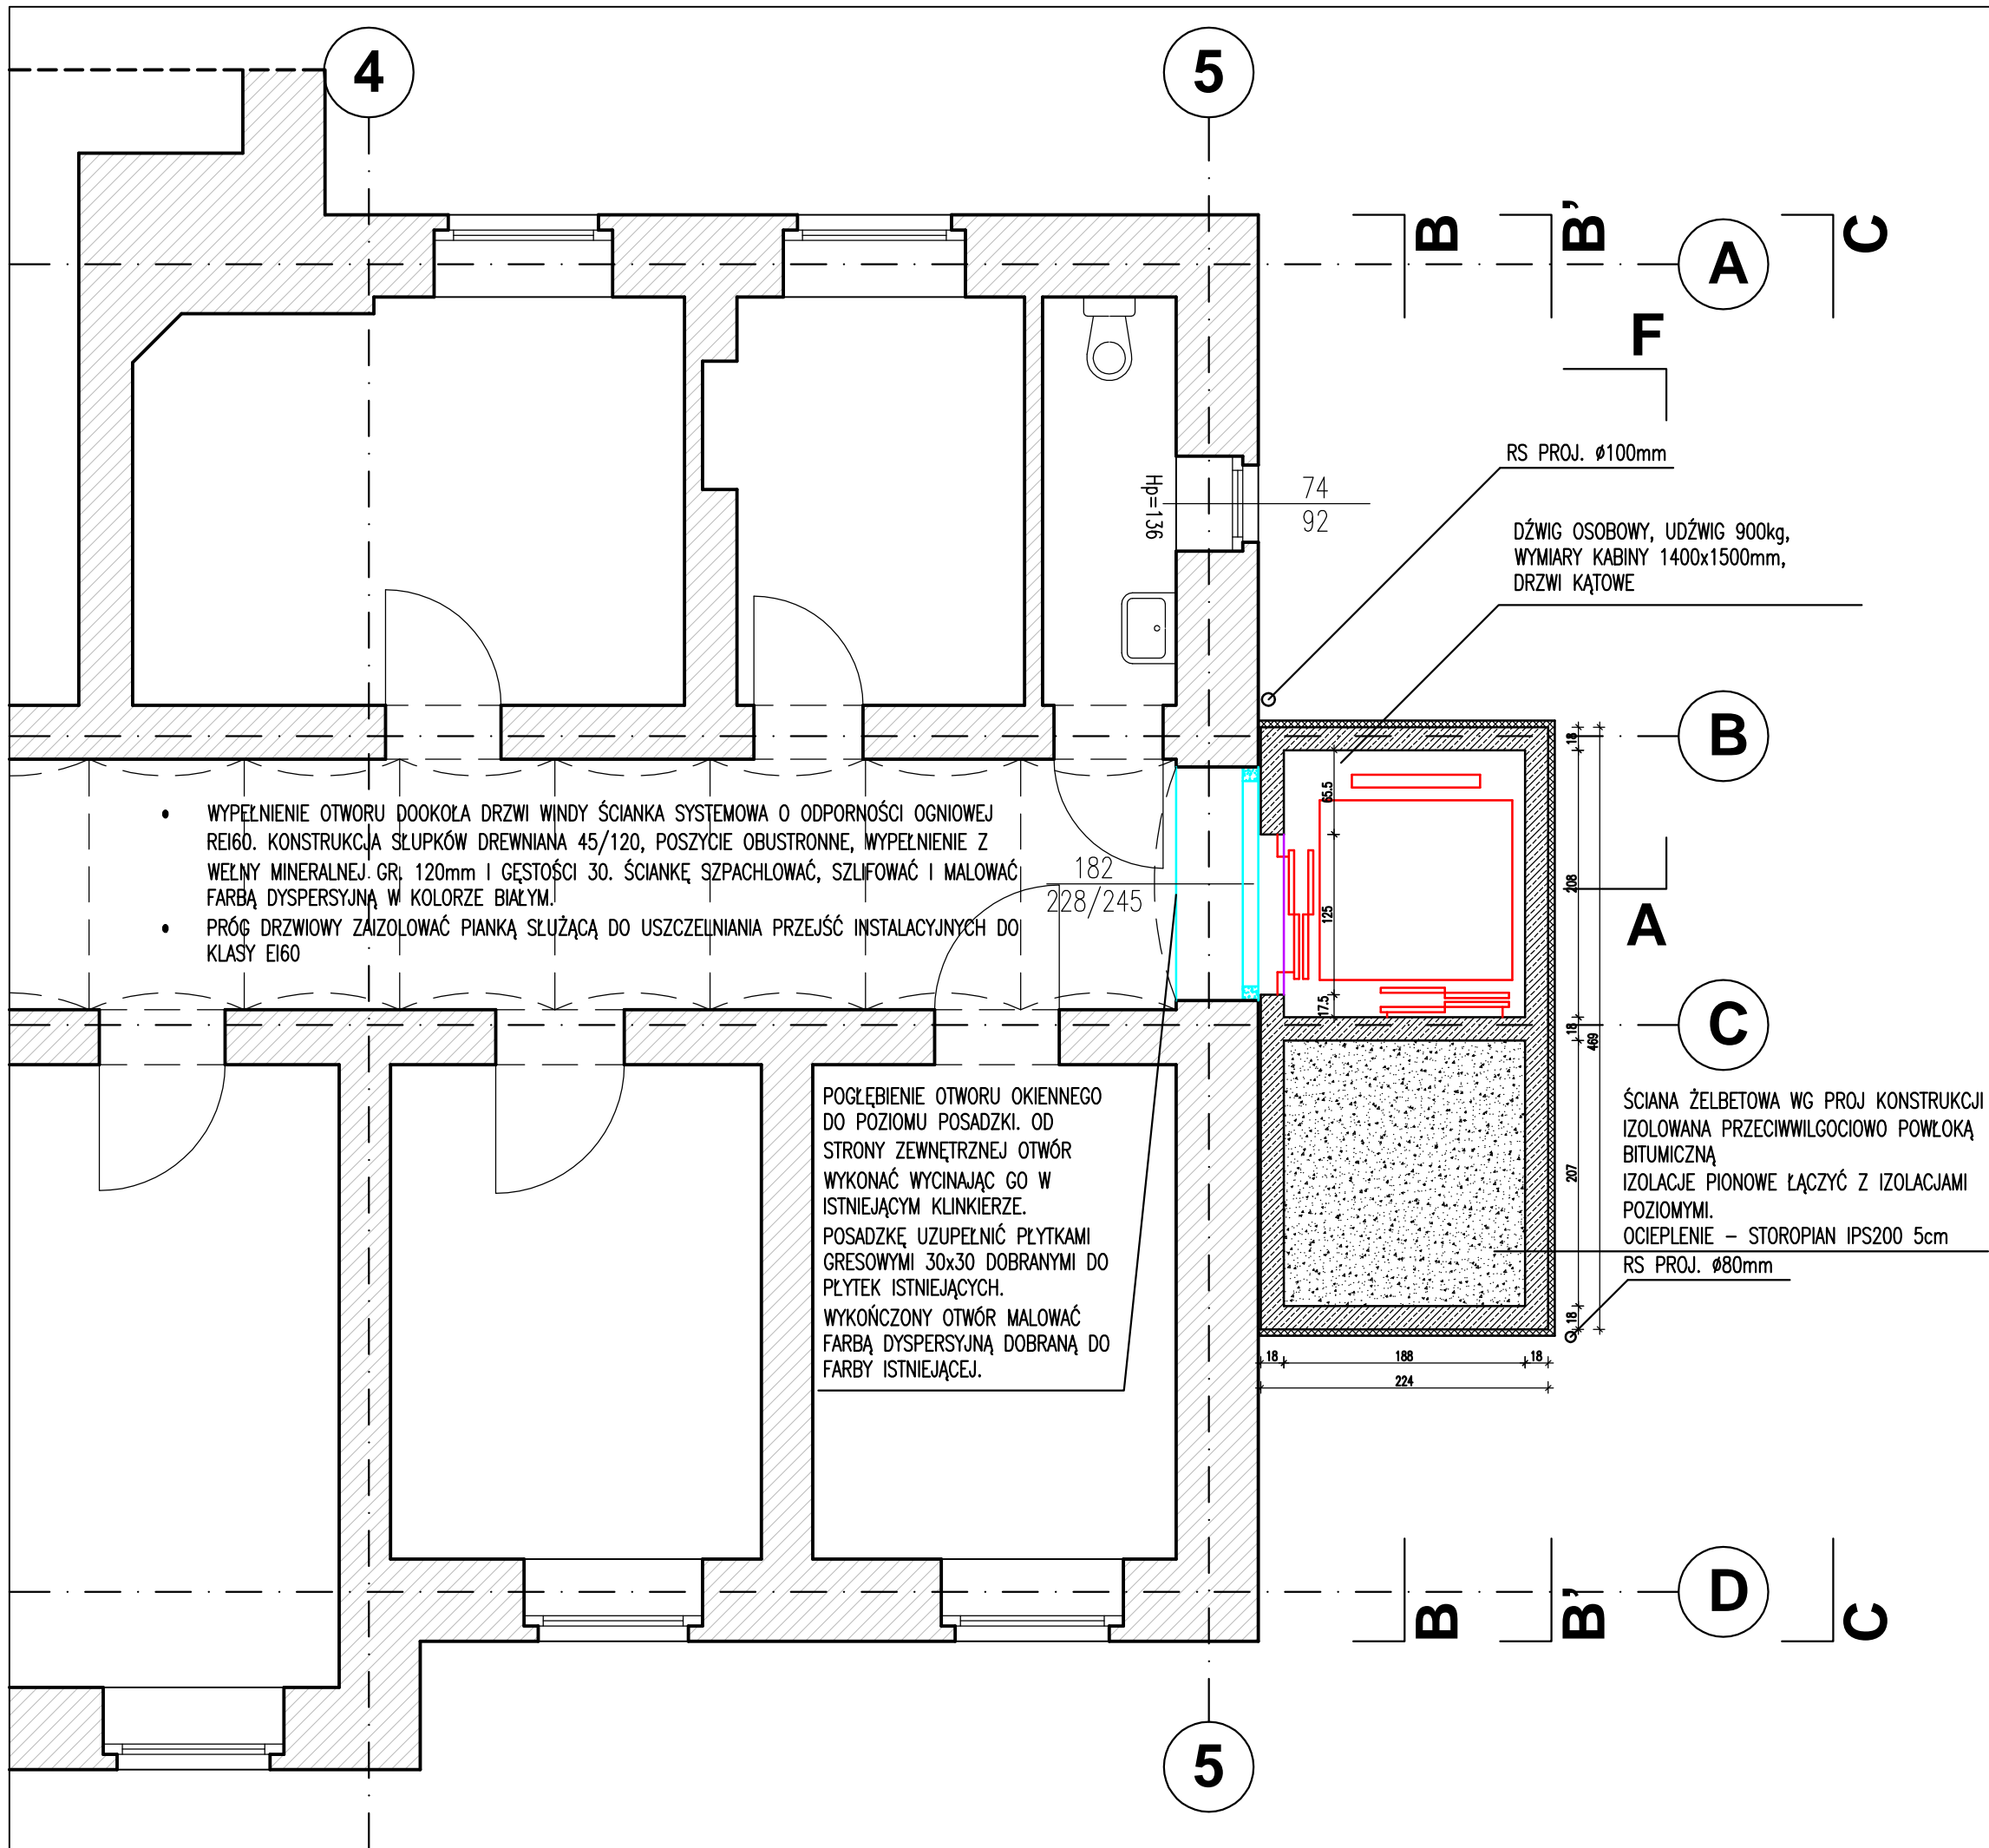 4
5
B
B'
C
A
F
RS PROJ. ø100mm
74
92
Hp=136
DŹWIG OSOBOWY, UDŹWIG 900kg,
WYMIARY KABINY 1400x1500mm,
DRZWI KĄTOWE
B
18
65.5
208
125
17.5
18
469
207
18
A
C
• WYPEŁNIENIE OTWORU DOOKOŁA DRZWI WINDY ŚCIANKA SYSTEMOWA O ODPORNOŚCI OGNIOWEJ
REI60. KONSTRUKCJA SŁUPKÓW DREWNIANA 45/120, POSZYCIE OBUSTRONNE, WYPEŁNIENIE Z
WEŁNY MINERALNEJ GR. 120mm I GĘSTOŚCI 30. ŚCIANKĘ SZPACHLOWAĆ, SZLIFOWAĆ I MALOWAĆ
FARBĄ DYSPERSYJNĄ W KOLORZE BIAŁYM.
• PRÓG DRZWIOWY ZAIZOLOWAĆ PIANKĄ SŁUŻĄCĄ DO USZCZELNIANIA PRZEJŚĆ INSTALACYJNYCH DO
KLASY EI60
182
228/245
POGŁĘBIENIE OTWORU OKIENNEGO
DO POZIOMU POSADZKI. OD
STRONY ZEWNĘTRZNEJ OTWÓR
WYKONAĆ WYCINAJĄC GO W
ISTNIEJĄCYM KLINKIERZE.
POSADZKĘ UZUPEŁNIĆ PŁYTKAMI
GRESOWYMI 30x30 DOBRANYMI DO
PŁYTEK ISTNIEJĄCYCH.
WYKOŃCZONY OTWÓR MALOWAĆ
FARBĄ DYSPERSYJNĄ DOBRANĄ DO
FARBY ISTNIEJĄCEJ.
ŚCIANA ŻELBETOWA WG PROJ KONSTRUKCJI
IZOLOWANA PRZECIWWILGOCIOWO POWŁOKĄ
BITUMICZNĄ
IZOLACJE PIONOWE ŁĄCZYĆ Z IZOLACJAMI
POZIOMYMI.
OCIEPLENIE – STOROPIAN IPS200 5cm
RS PROJ. Ø80mm
18
188
18
224
B
B'
D
C
5